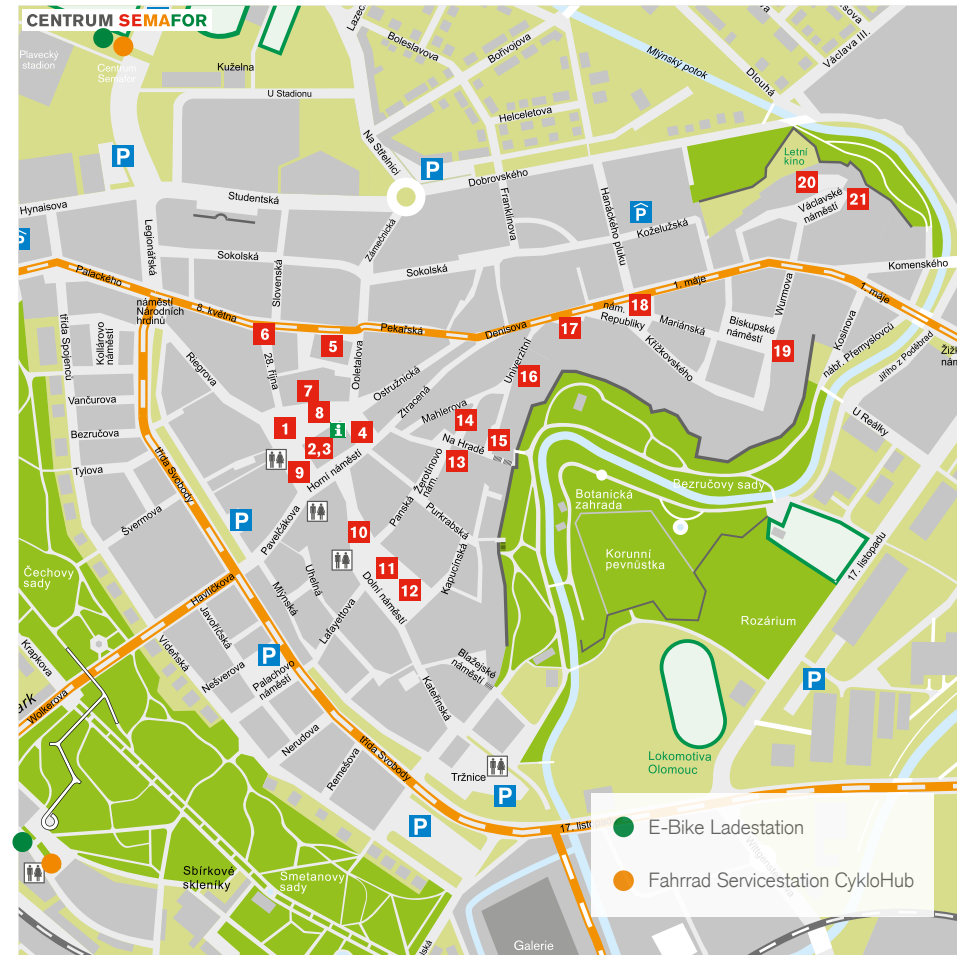 CENTRUM SEMAFOR
Plavecký
stadion
Centrum
Semafor
Kuželna
U Stadionu
Boleslavova
Bořivojova
Mlýnský potok
Dlouhá
Václava III.
Helceletova
Na Střelnici
Dobrovského
Letní
kino
P
P
20
21
Václavské
náměstí
Hynaisova
Studentská
Legionářská
Zámečnická
Franklinova
Hanáckého pluku
P
Koželužská
Sokolská
Slovenská
Sokolská
Komenského
Palackého
náměstí
Národních
hrdinů
8. května
Pekařská
Denisova
1. máje
1. máje
nám.
Republiky
18
17
Mariánská
Wurmova
Biskupské
náměstí
Kosinova
nábř. Přemyslovců
Jiřího z Poděbrad
19
třída Spojenců
Kollárovo
náměstí
6
5
28. října
Opletalova
Riegrova
Ostružnická
Univerzitní
Křížkovského
16
Vančurova
Bezručova
Tylova
Švermova
7
8
1
i
4
2,3
9
Horní náměstí
Ztracená
Mahlerova
14
Na Hradě
15
13
Žerotínovo
nám.
U Reálky
třída Svobody
P
Pavelčákova
Panská
Purkrabská
Kapucínská
10
11
12
Dolní náměstí
Uhelná
Mlýnská
Lafayettova
Bezručovy sady
Botanická
zahrada
Korunní
pevnůstka
Rozárium
17. listopadu
Čechovy
sady
Havlíčkova
Javoříčská
Vídeňská
Krapkova
Wolkerova
Nešverova
Palachovo
náměstí
P
Blažejské
náměstí
Kateřinská
P
Nerudova
Remešova
třída Svobody
Tržnice
P
P
Lokomotiva
Olomouc
Sbírkové
skleníky
Smetanovy
sady
Galerie
E-Bike Ladestation
Fahrrad Servicestation CykloHub